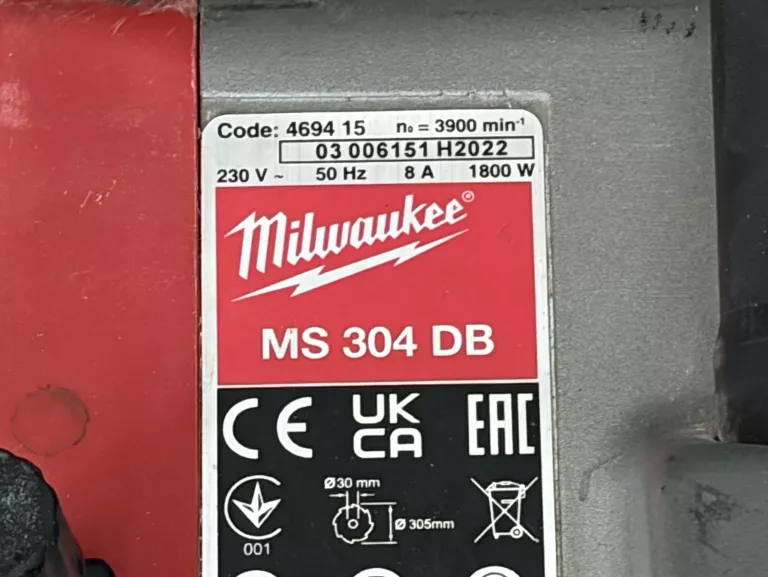 Code: 4694 15 n₀ = 3900 min⁻¹
03 006151 H2022
230 V ~ 50 Hz 8 A 1800 W
Milwaukee®
MS 304 DB
CE UK CA EAC
Ø30 mm
Ø 305mm
001